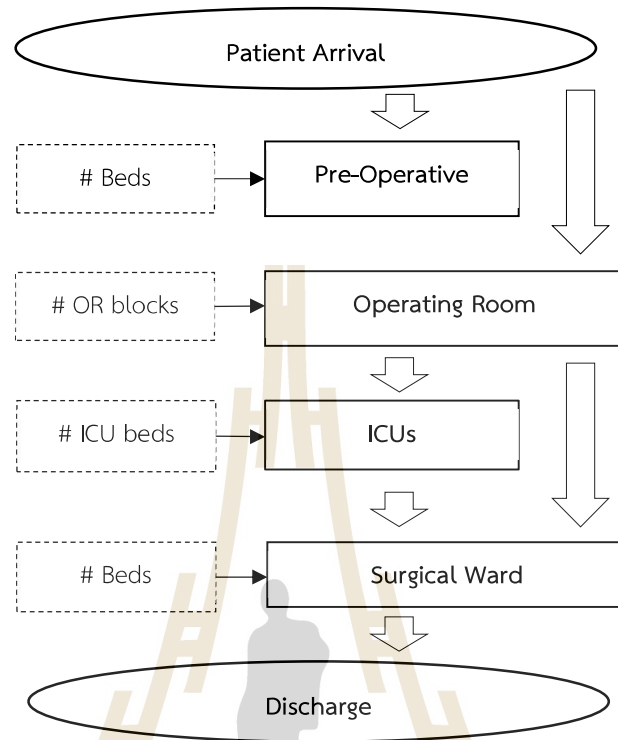 Patient Arrival
# Beds
Pre-Operative
# OR blocks
Operating Room
# ICU beds
ICUs
# Beds
Surgical Ward
Discharge